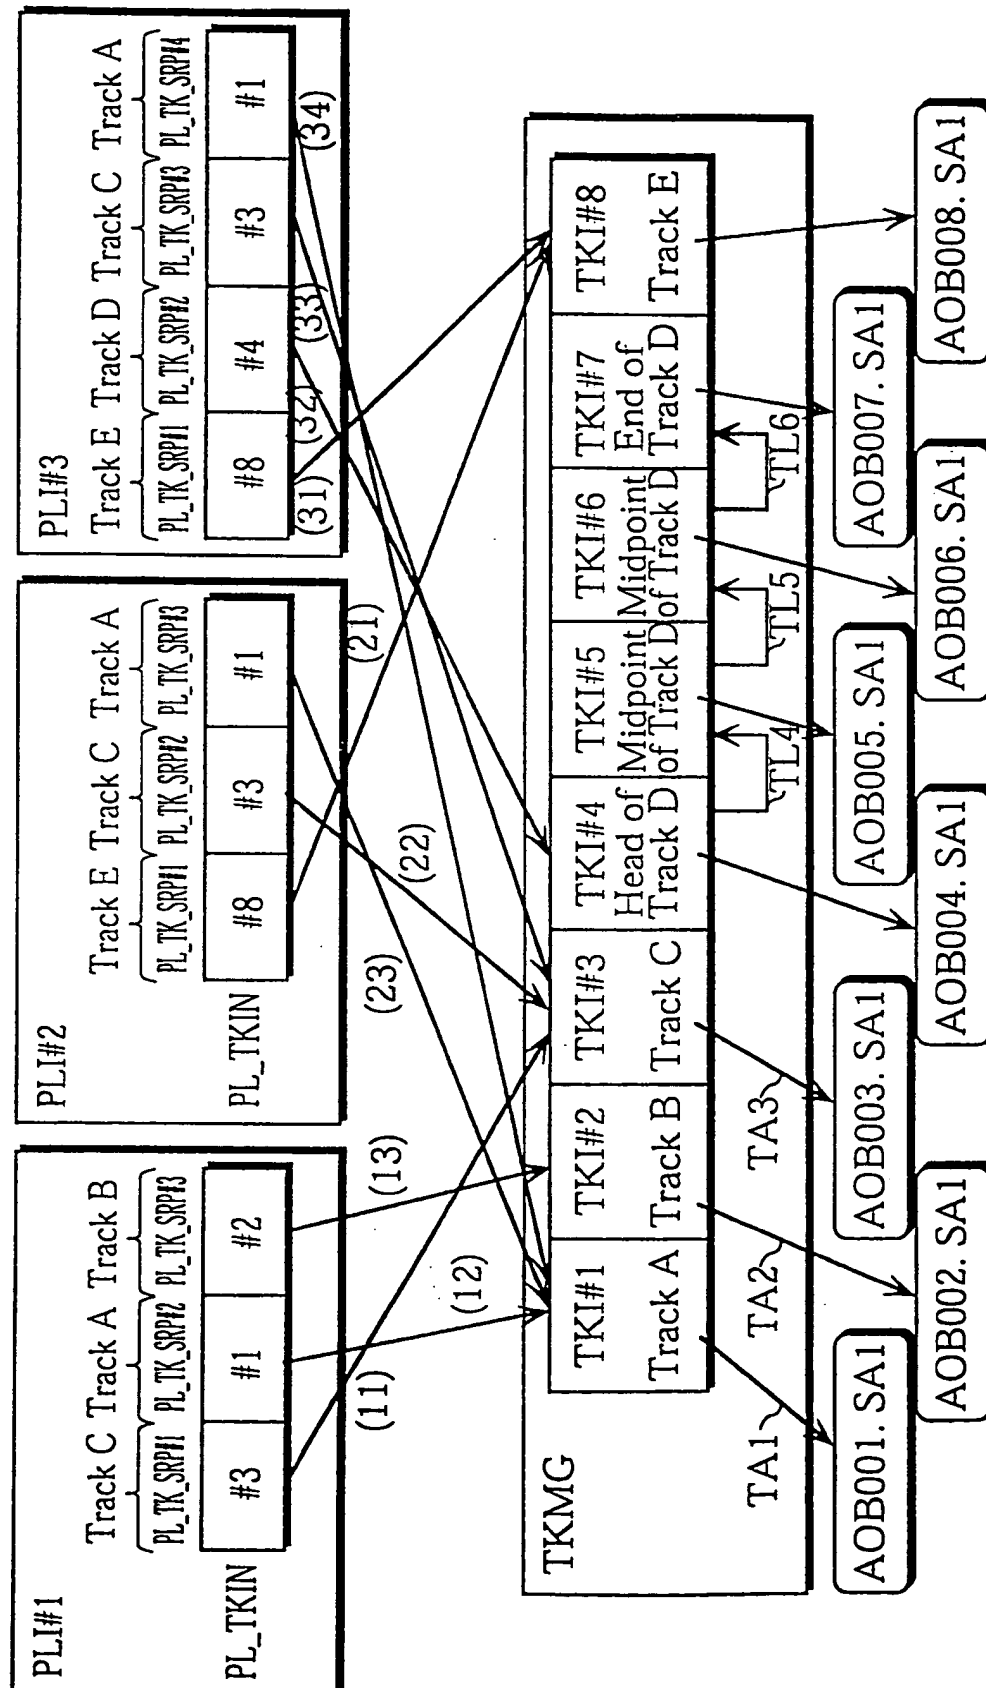 PLI#1
Track C Track A Track B
PL_TK_SRP#1 PL_TK_SRP#2 PL_TK_SRP#3
PL_TKIN
#3 #1 #2
PLI#2
Track E Track C Track A
PL_TK_SRP#1 PL_TK_SRP#2 PL_TK_SRP#3
PL_TKIN
#8 #3 #1
PLI#3
Track E Track D Track C Track A
PL_TK_SRP#1 PL_TK_SRP#2 PL_TK_SRP#3 PL_TK_SRP#4
#8 #4 #3 #1
(31) (32) (33) (34)
(11) (12) (13) (23) (22) (21)
TKMG
TKI#1 TKI#2 TKI#3 TKI#4 TKI#5 TKI#6 TKI#7 TKI#8
Head of Midpoint Midpoint End of
Track A Track B Track C Track D of Track D of Track D Track D Track E
TA1 TA2 TA3 TL4 TL5 TL6
AOB001. SA1 AOB003. SA1 AOB005. SA1 AOB007. SA1
AOB002. SA1 AOB004. SA1 AOB006. SA1 AOB008. SA1